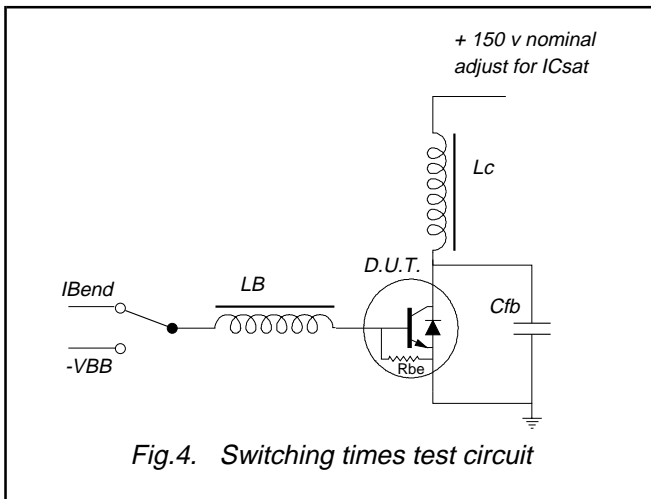 + 150 v nominal
adjust for ICsat
Lc
D.U.T.
LB
IBend
Cfb
-VBB
Rbe
Fig.4. Switching times test circuit